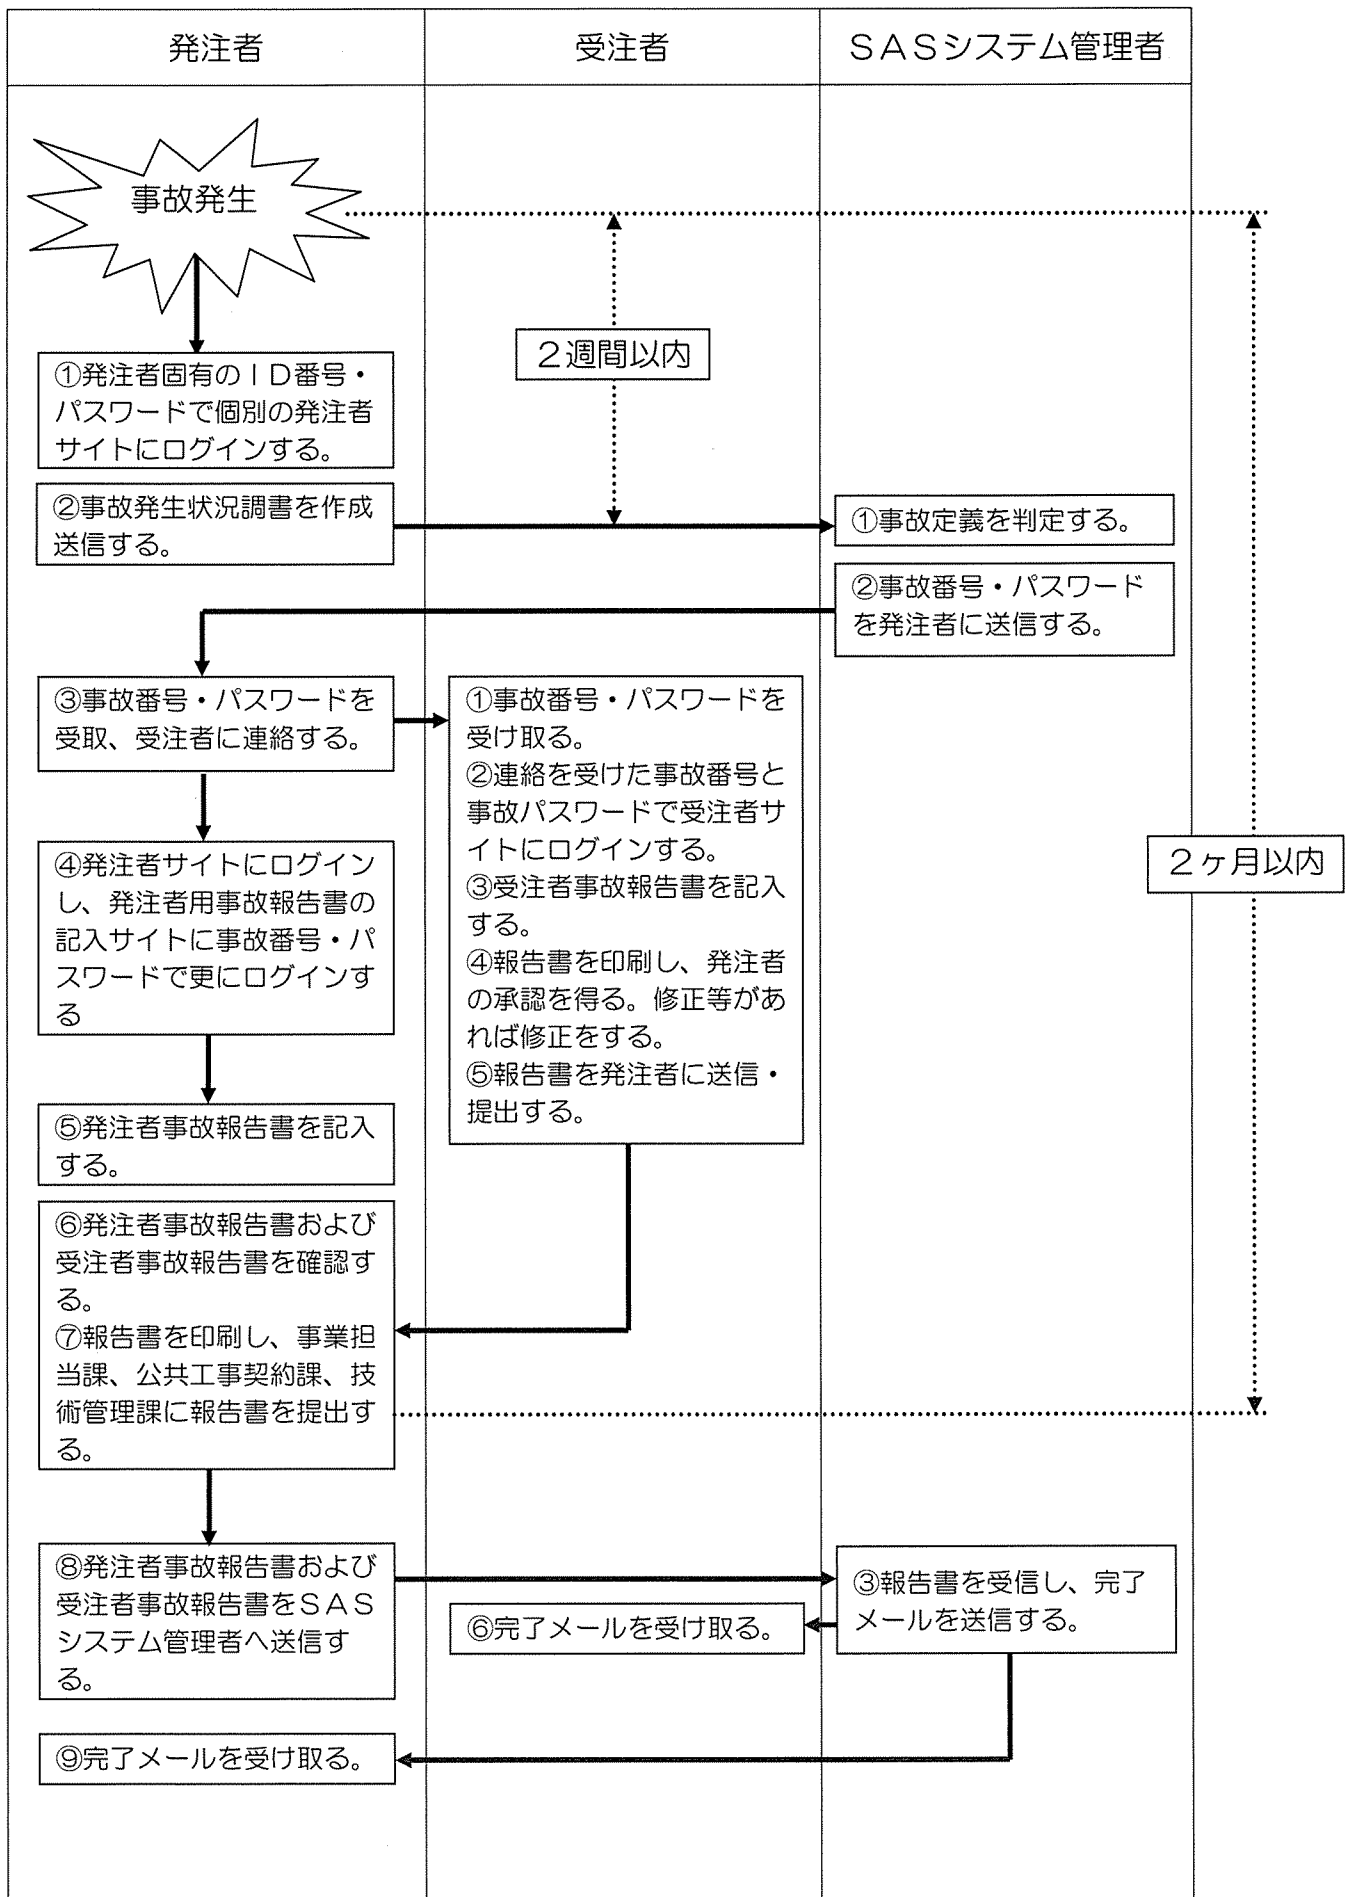 発注者
受注者
ＳＡＳシステム管理者
事故発生
２週間以内
①発注者固有のＩＤ番号・
パスワードで個別の発注者
サイトにログインする。
②事故発生状況調書を作成
送信する。
①事故定義を判定する。
②事故番号・パスワード
を発注者に送信する。
③事故番号・パスワードを
受取、受注者に連絡する。
①事故番号・パスワードを
受け取る。
②連絡を受けた事故番号と
事故パスワードで受注者サ
イトにログインする。
③受注者事故報告書を記入
する。
④報告書を印刷し、発注者
の承認を得る。修正等があ
れば修正をする。
⑤報告書を発注者に送信・
提出する。
２ヶ月以内
④発注者サイトにログイン
し、発注者用事故報告書の
記入サイトに事故番号・パ
スワードで更にログインす
る
⑤発注者事故報告書を記入
する。
⑥発注者事故報告書および
受注者事故報告書を確認す
る。
⑦報告書を印刷し、事業担
当課、公共工事契約課、技
術管理課に報告書を提出す
る。
⑧発注者事故報告書および
受注者事故報告書をＳＡＳ
システム管理者へ送信す
る。
③報告書を受信し、完了
メールを送信する。
⑥完了メールを受け取る。
⑨完了メールを受け取る。